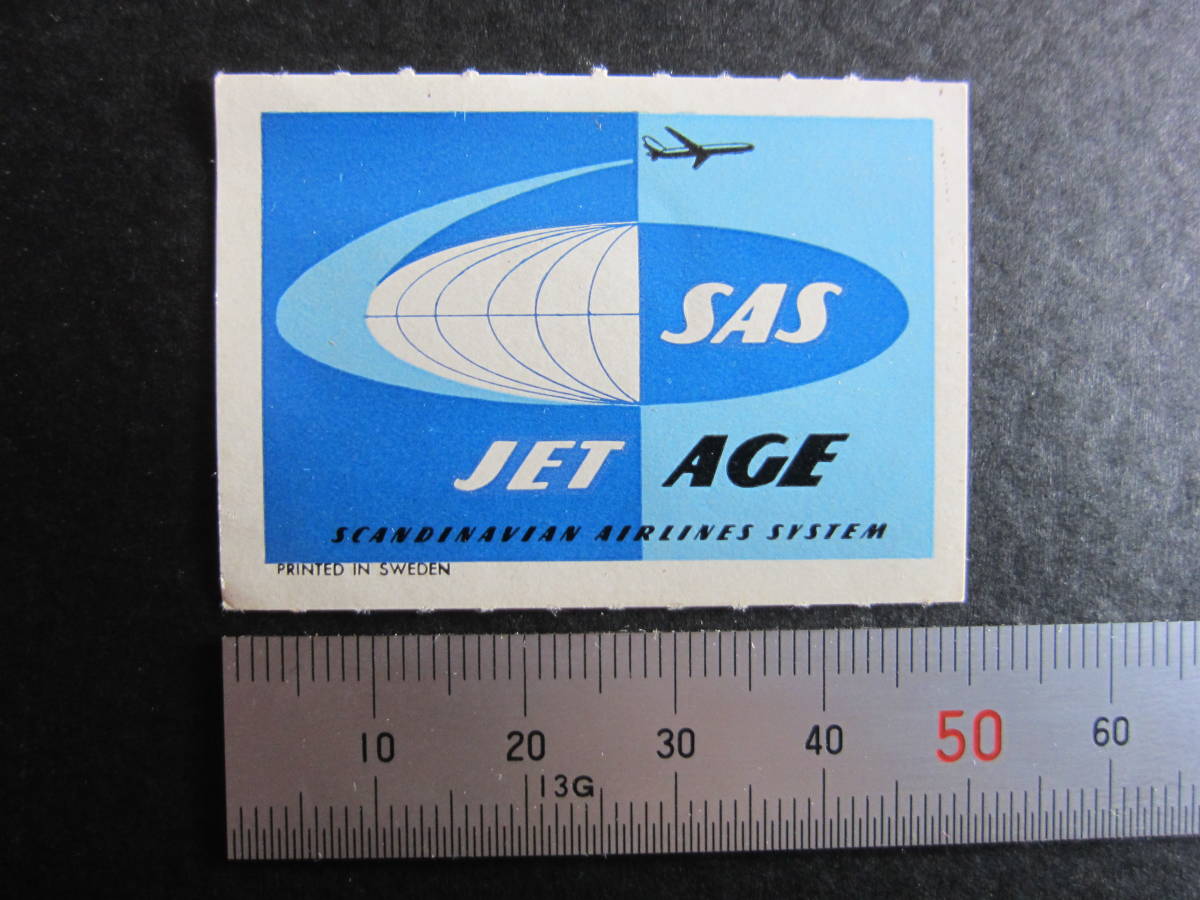 SAS
JET AGE
SCANDINAVIAN AIRLINES SYSTEM
PRINTED IN SWEDEN
10 20 30 40 50 60
13G